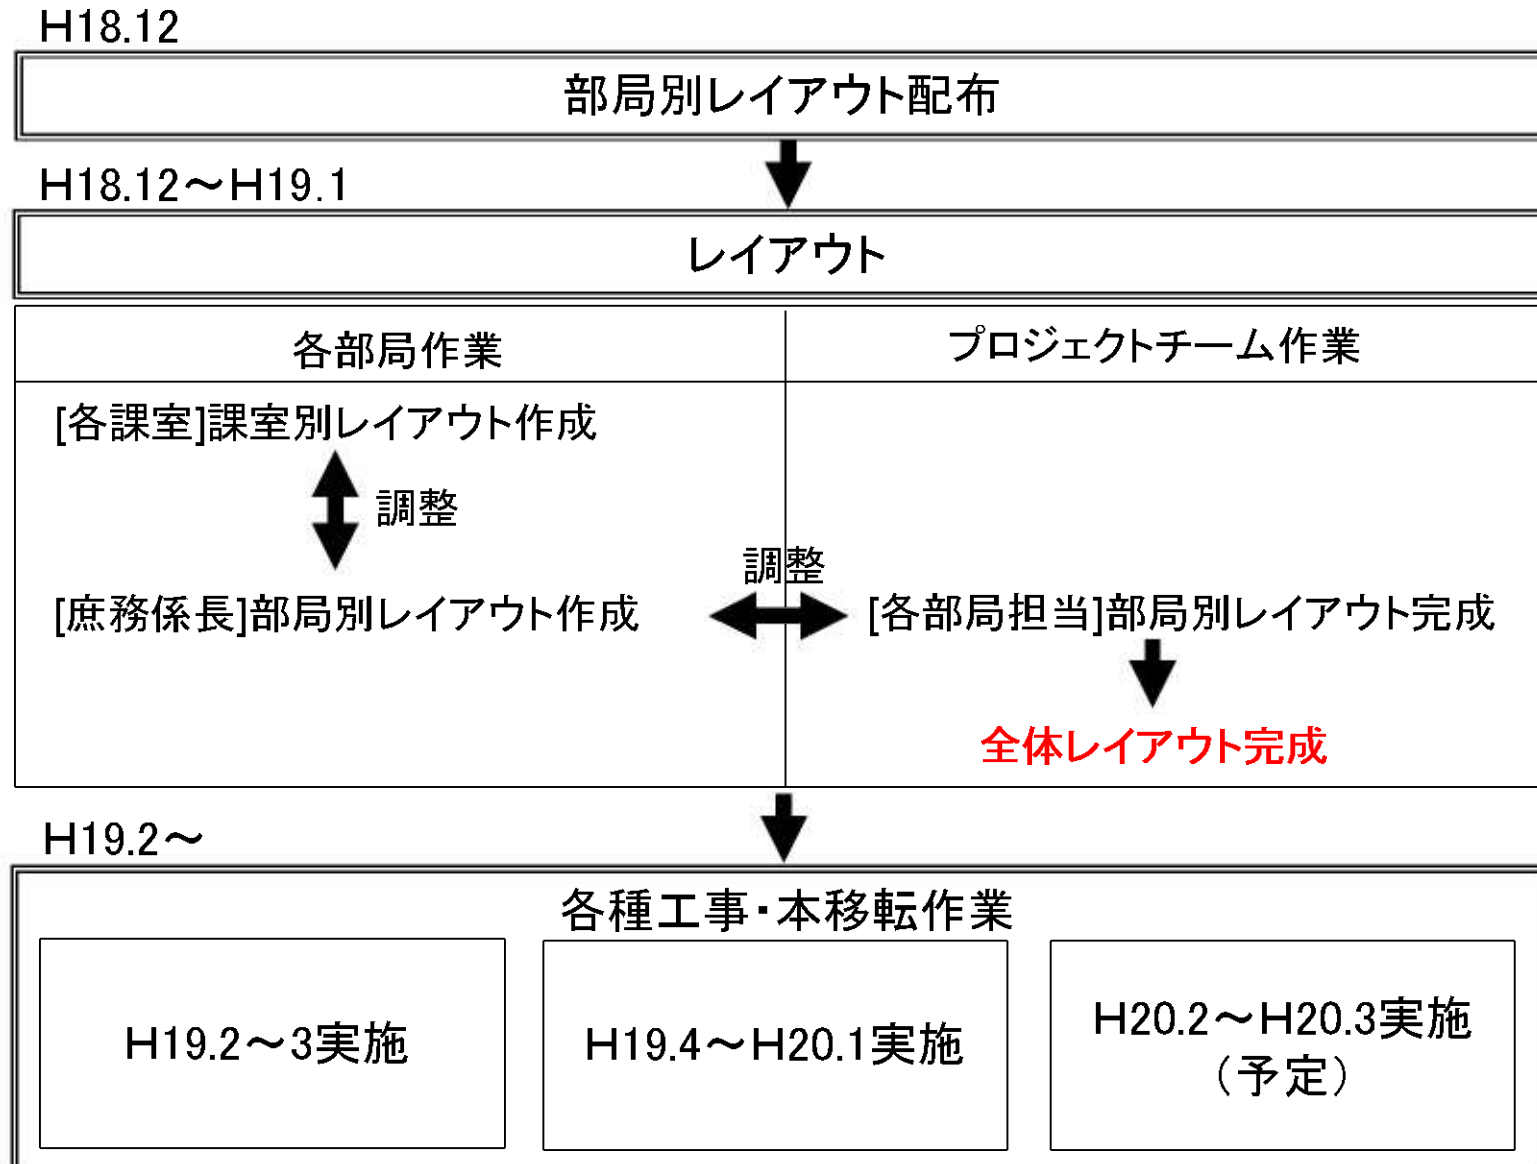 H18.12
部局別レイアウト配布
H18.12～H19.1
レイアウト
各部局作業
プロジェクトチーム作業
[各課室]課室別レイアウト作成
調整
調整
[庶務係長]部局別レイアウト作成
[各部局担当]部局別レイアウト完成
全体レイアウト完成
H19.2～
各種工事・本移転作業
H19.2～3実施
H19.4～H20.1実施
H20.2～H20.3実施
（予定）